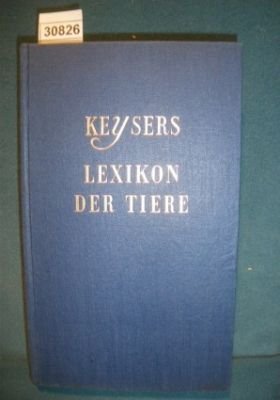 30826
KEySERS
LEXIKON
DER TIERE